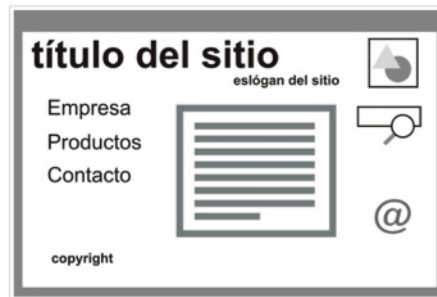 título del sitio
eslógan del sitio
Empresa
Productos
Contacto
@
copyright